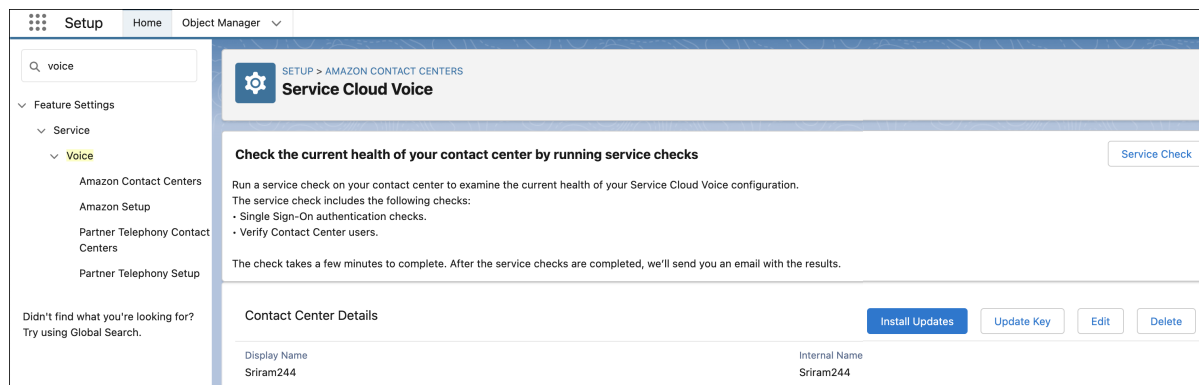 Setup
Home
Object Manager
voice
Feature Settings
Service
Voice
Amazon Contact Centers
Amazon Setup
Partner Telephony Contact
Centers
Partner Telephony Setup
Didn't find what you're looking for?
Try using Global Search.
SETUP > AMAZON CONTACT CENTERS
Service Cloud Voice
Check the current health of your contact center by running service checks
Service Check
Run a service check on your contact center to examine the current health of your Service Cloud Voice configuration.
The service check includes the following checks:
• Single Sign-On authentication checks.
• Verify Contact Center users.
The check takes a few minutes to complete. After the service checks are completed, we'll send you an email with the results.
Contact Center Details
Install Updates
Update Key
Edit
Delete
Display Name
Internal Name
Sriram244
Sriram244